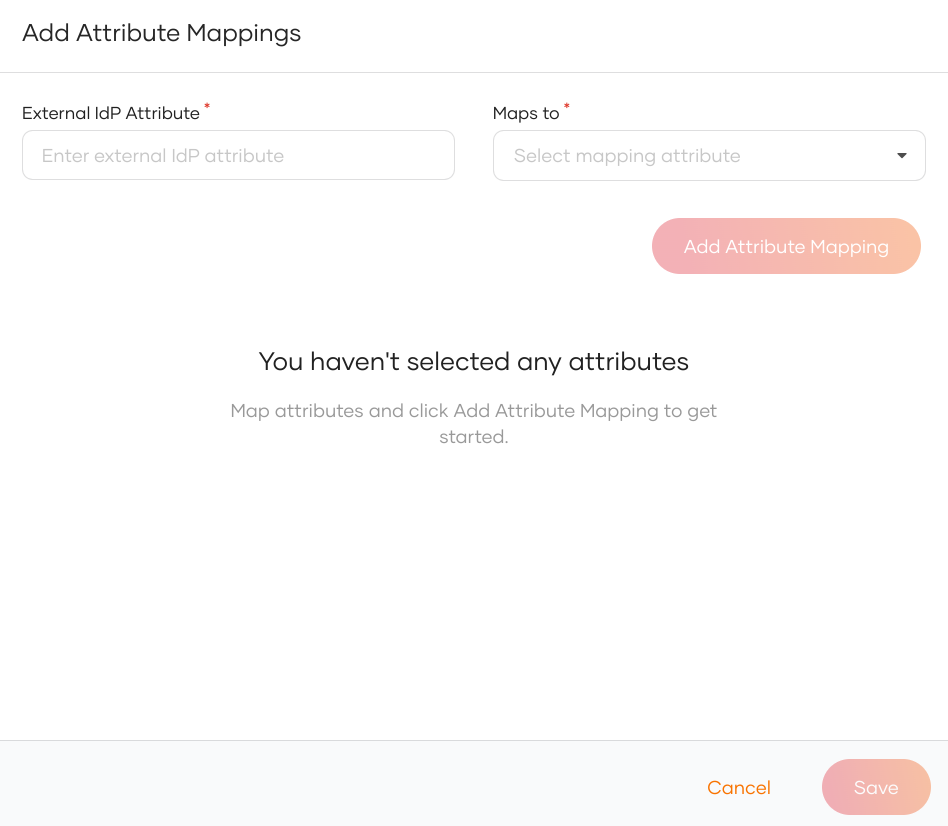 Add Attribute Mappings
External IdP Attribute *
Maps to *
Enter external IdP attribute
Select mapping attribute
Add Attribute Mapping
You haven't selected any attributes
Map attributes and click Add Attribute Mapping to get
started.
Cancel
Save